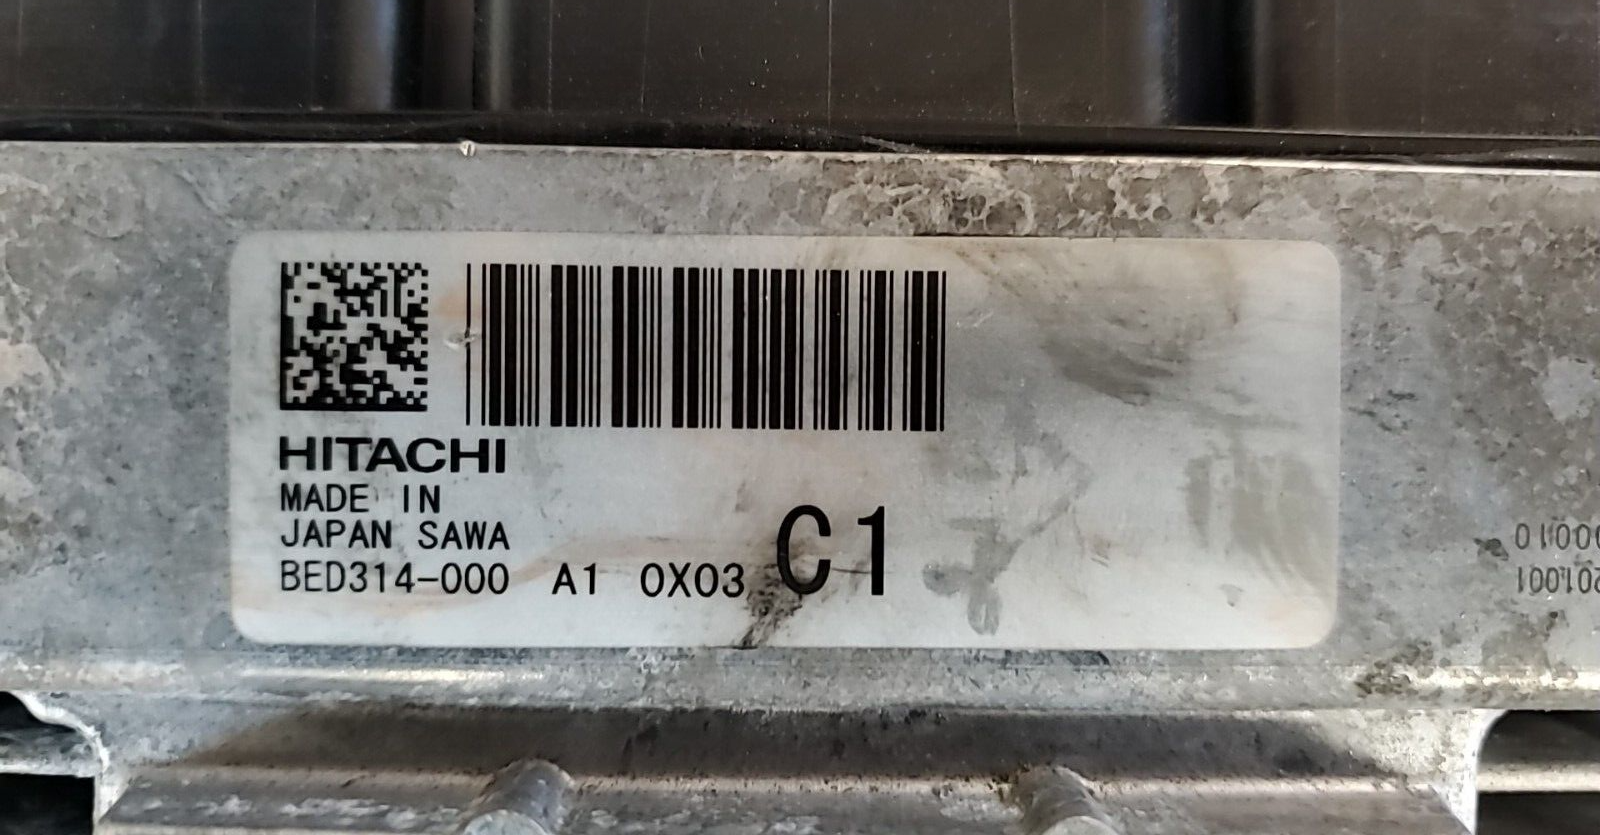 HITACHI
MADE IN
JAPAN SAWA
BED314-000 A1 0X03 C1